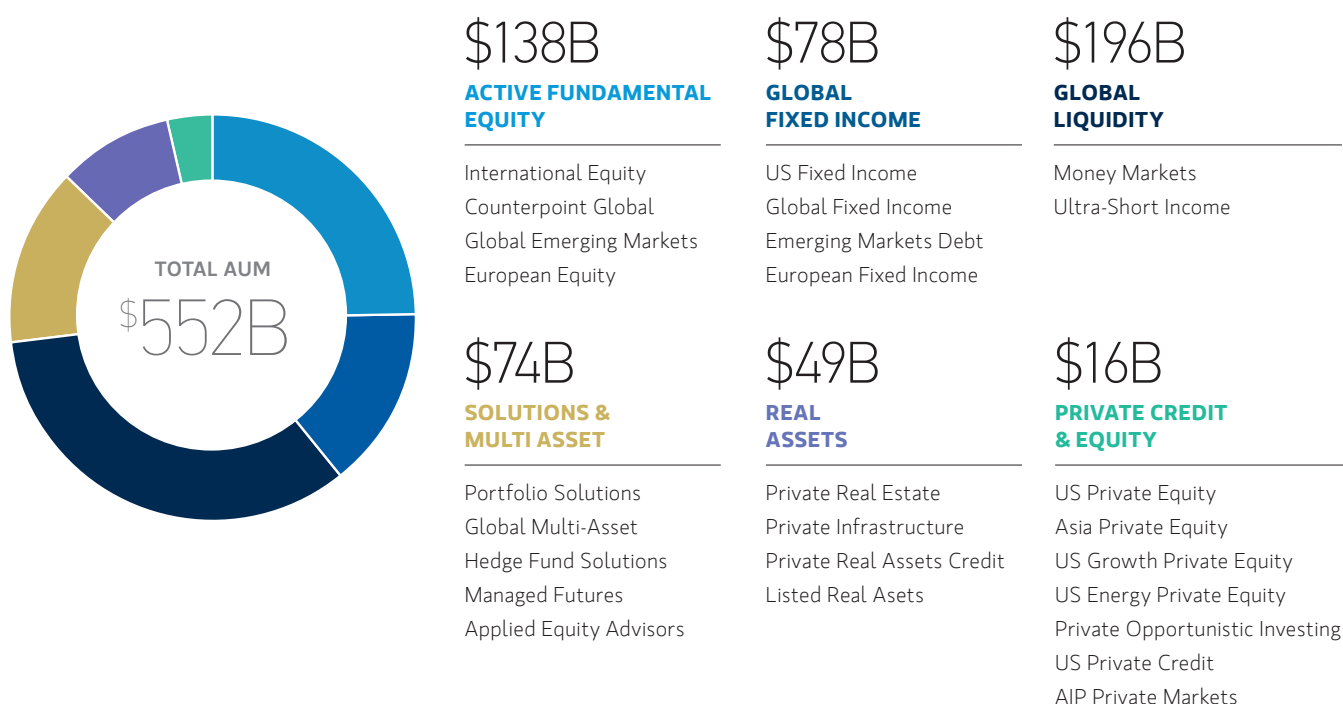 TOTAL AUM
$552B
$138B
ACTIVE FUNDAMENTAL
EQUITY
International Equity
Counterpoint Global
Global Emerging Markets
European Equity
$78B
GLOBAL
FIXED INCOME
US Fixed Income
Global Fixed Income
Emerging Markets Debt
European Fixed Income
$196B
GLOBAL
LIQUIDITY
Money Markets
Ultra-Short Income
$74B
SOLUTIONS &
MULTI ASSET
Portfolio Solutions
Global Multi-Asset
Hedge Fund Solutions
Managed Futures
Applied Equity Advisors
$49B
REAL
ASSETS
Private Real Estate
Private Infrastructure
Private Real Assets Credit
Listed Real Asets
$16B
PRIVATE CREDIT
& EQUITY
US Private Equity
Asia Private Equity
US Growth Private Equity
US Energy Private Equity
Private Opportunistic Investing
US Private Credit
AIP Private Markets